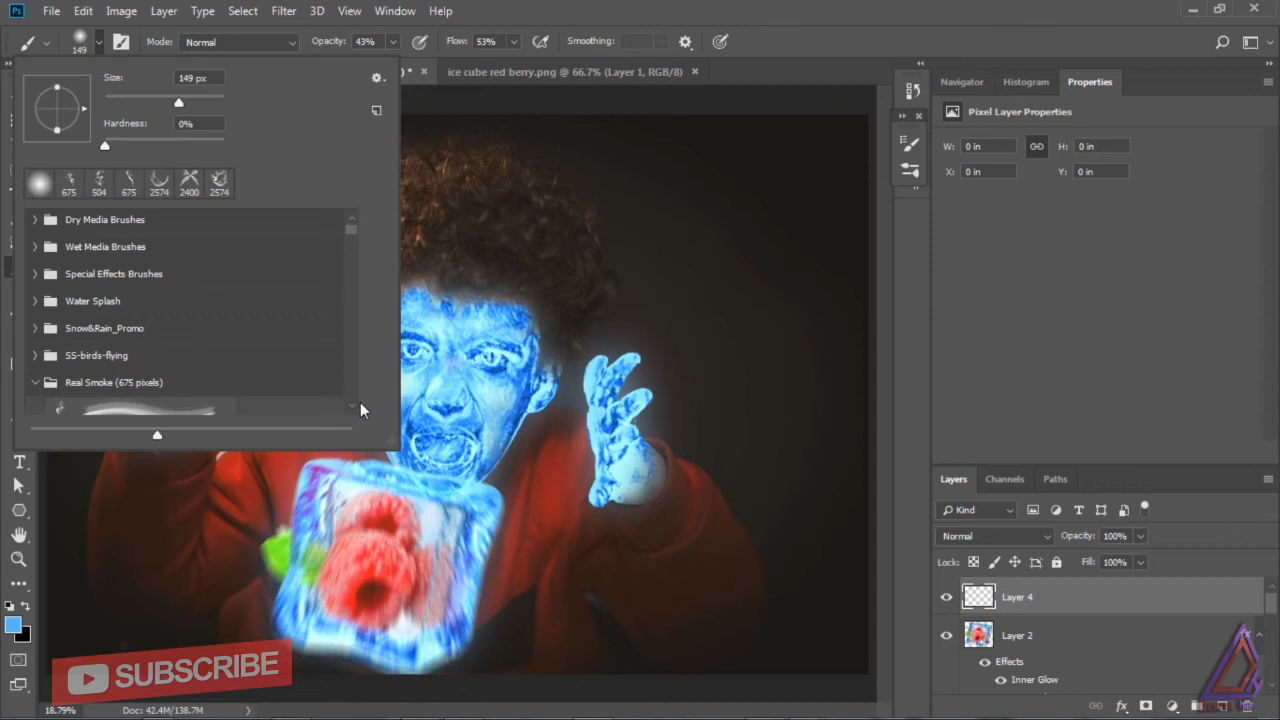 Ps File Edit Image Layer Type Select Filter 3D View Window Help
149 Mode: Normal Opacity: 43% Flow: 53% Smoothing:
) * × ice cube red berry.png @ 66.7% (Layer 1, RGB/8) ×
Size: 149 px
Hardness: 0%
675 504 675 2574 2400 2574
Dry Media Brushes
Wet Media Brushes
Special Effects Brushes
Water Splash
Snow&Rain_Promo
SS-birds-flying
Real Smoke (675 pixels)
Navigator Histogram Properties
Pixel Layer Properties
W: 0 in H: 0 in
X: 0 in Y: 0 in
Layers Channels Paths
Kind
Normal Opacity: 100%
Lock: Fill: 100%
Layer 4
Layer 2
Effects
Inner Glow
SUBSCRIBE
18.79% Doc: 42.4M/138.7M